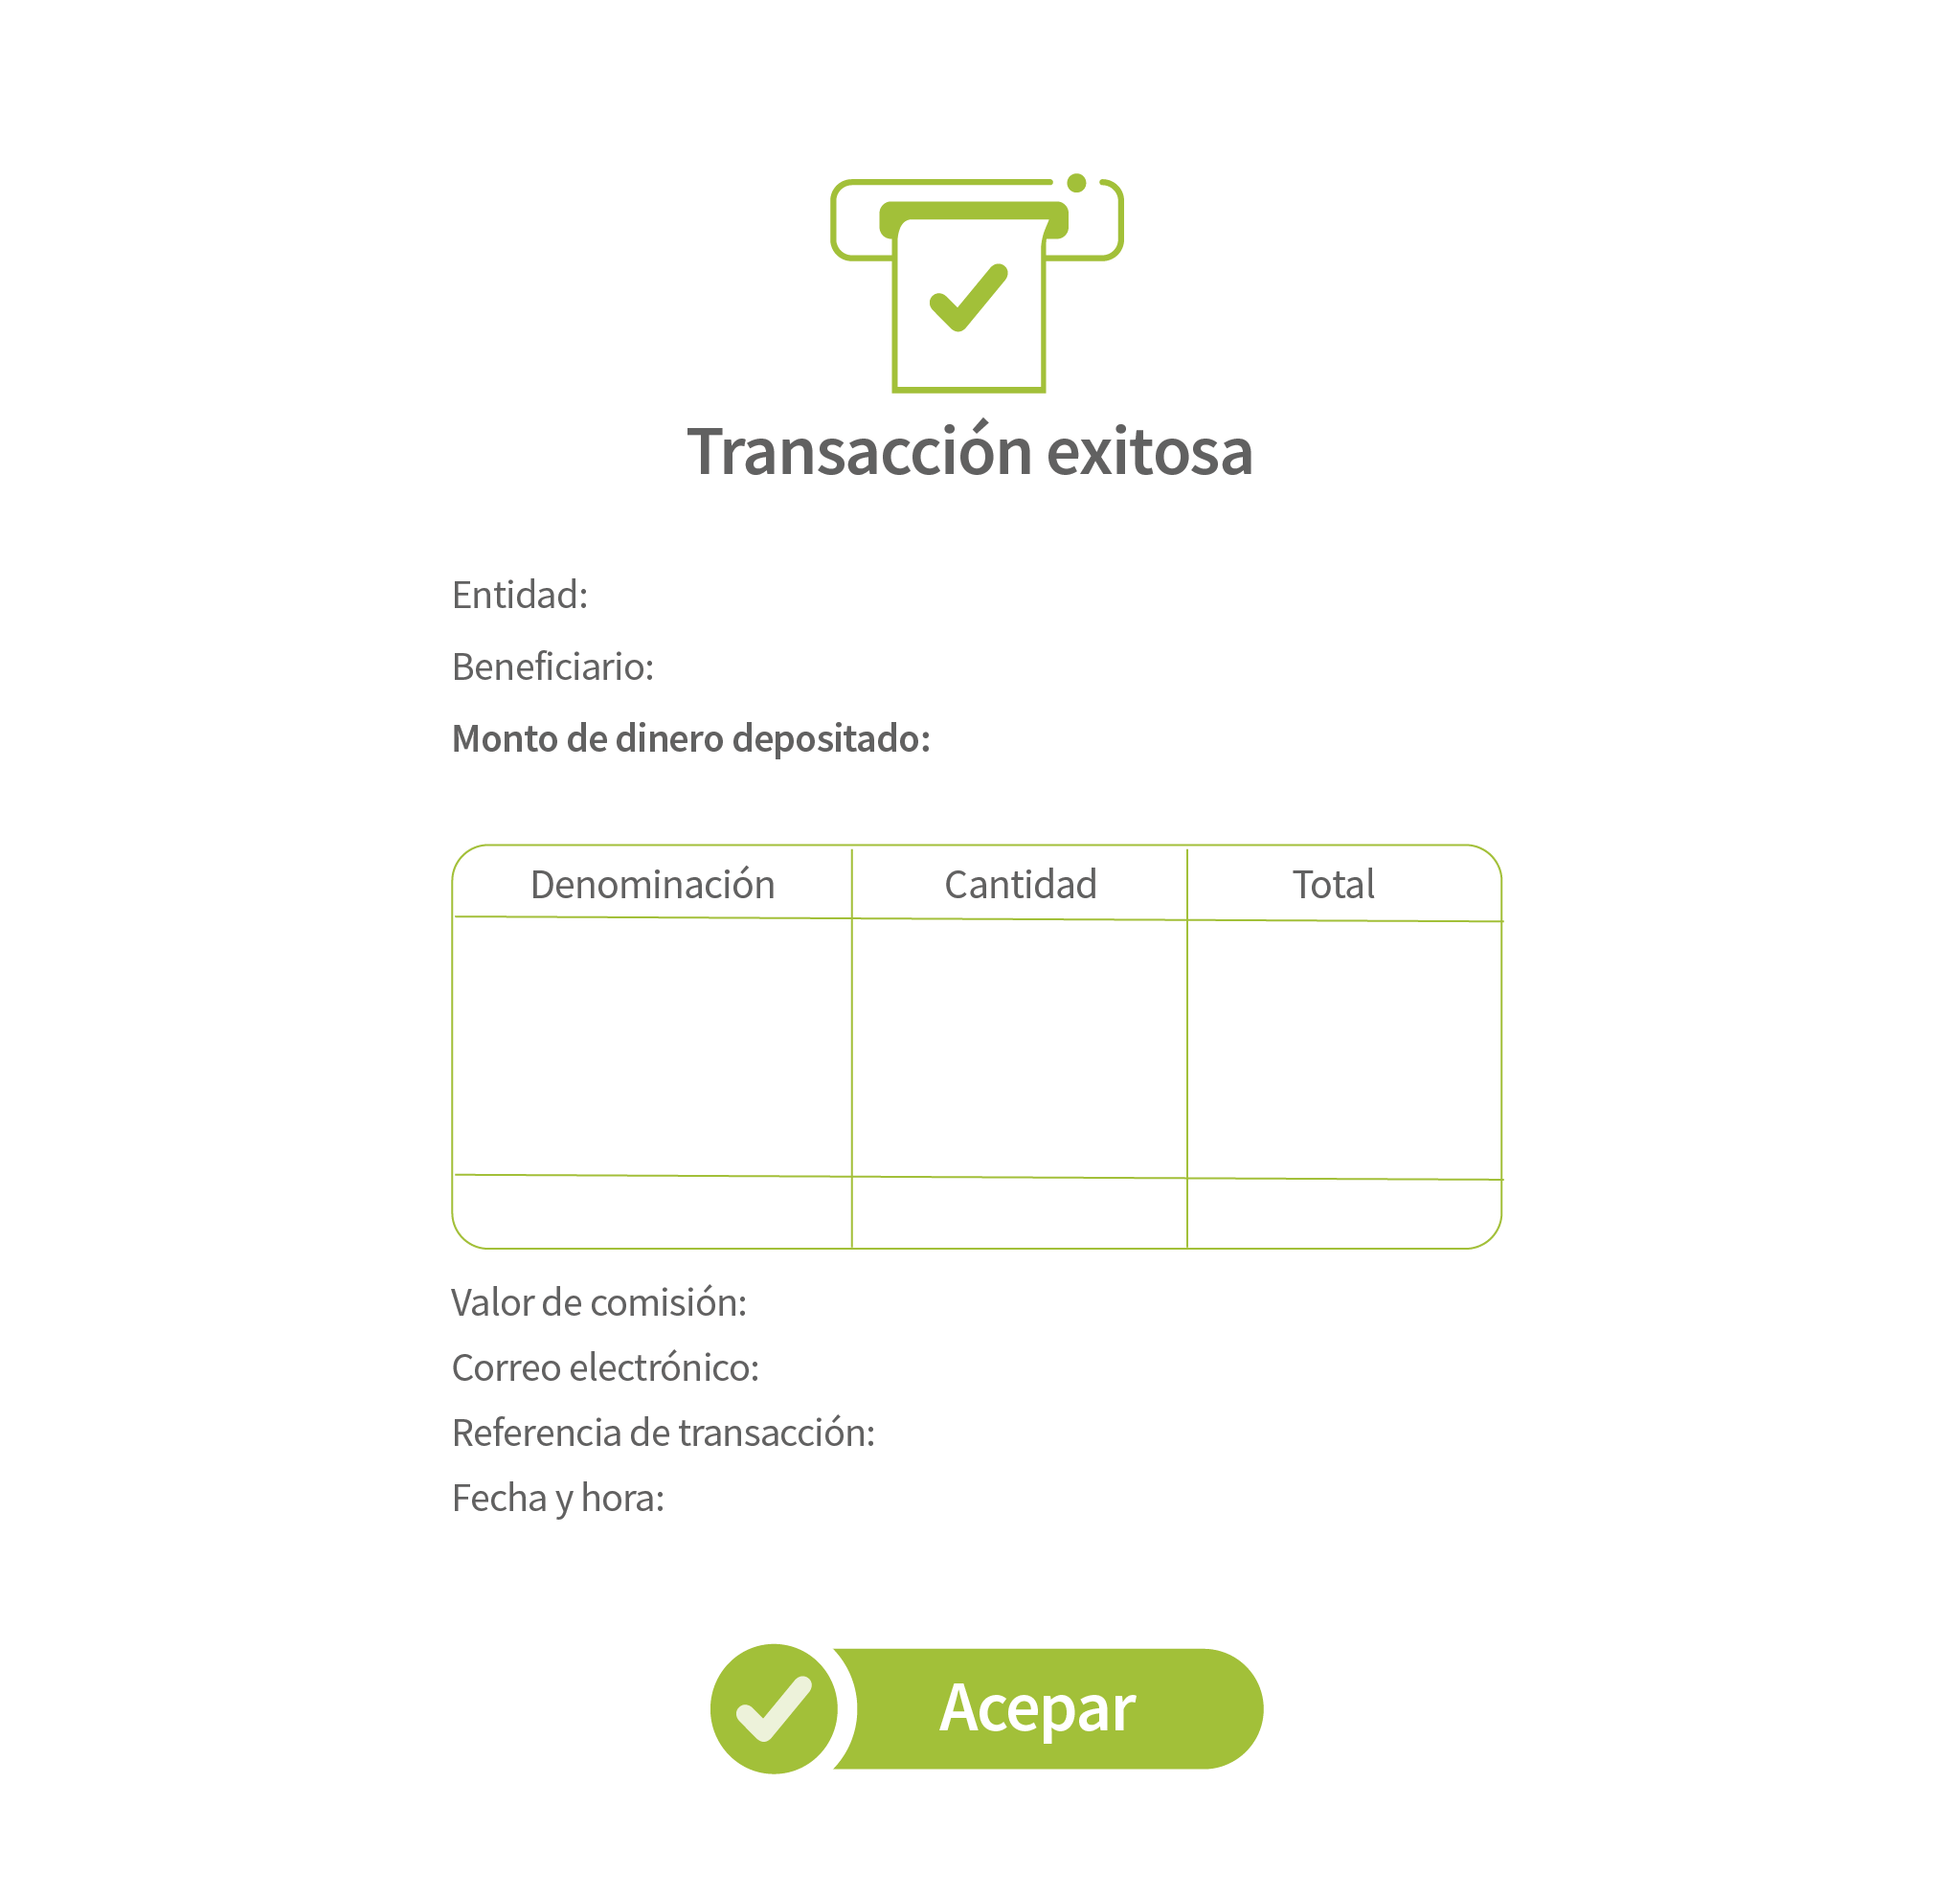 Transacción exitosa
Entidad:
Beneficiario:
Monto de dinero depositado:
Denominación Cantidad Total
Valor de comisión:
Correo electrónico:
Referencia de transacción:
Fecha y hora:
Acepar